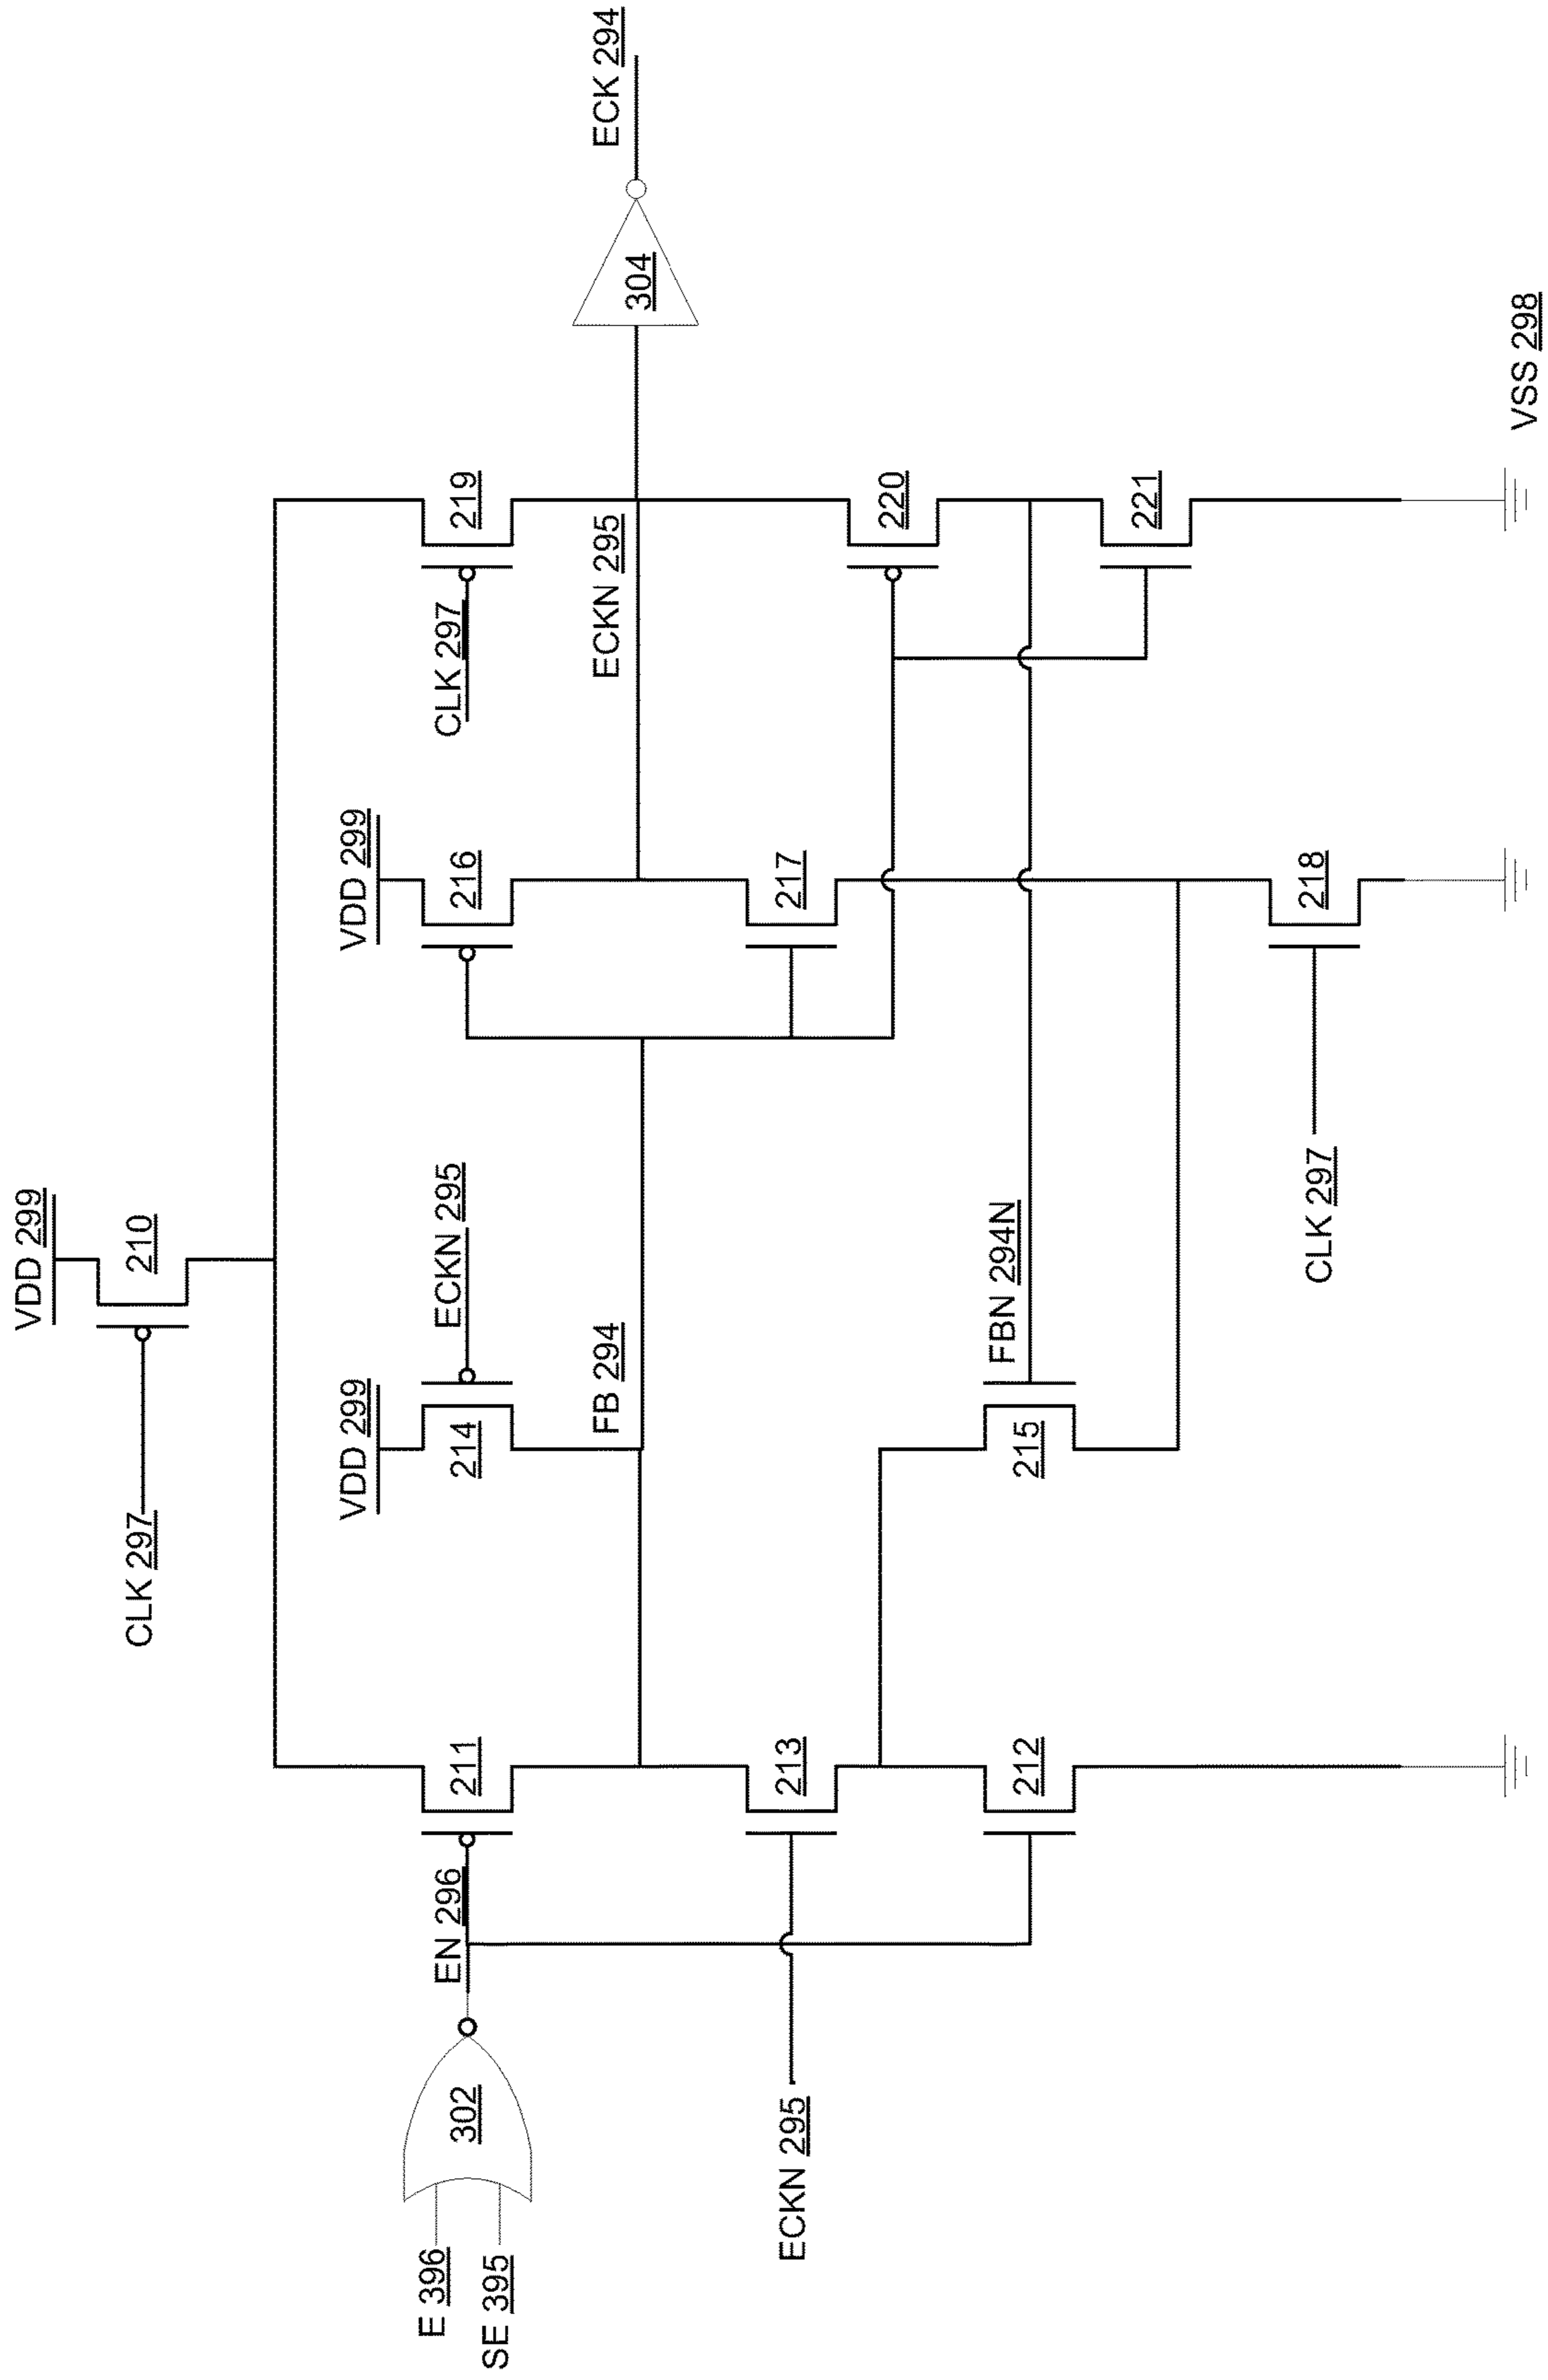 VDD 299
CLK 297
210
VDD 299
VDD 299
EN 296
211
214
ECKN 295
216
CLK 297
219
E 396
SE 395
302
FB 294
ECKN 295
304
ECK 294
ECKN 295
213
217
220
212
FBN 294N
215
221
CLK 297
218
VSS 298